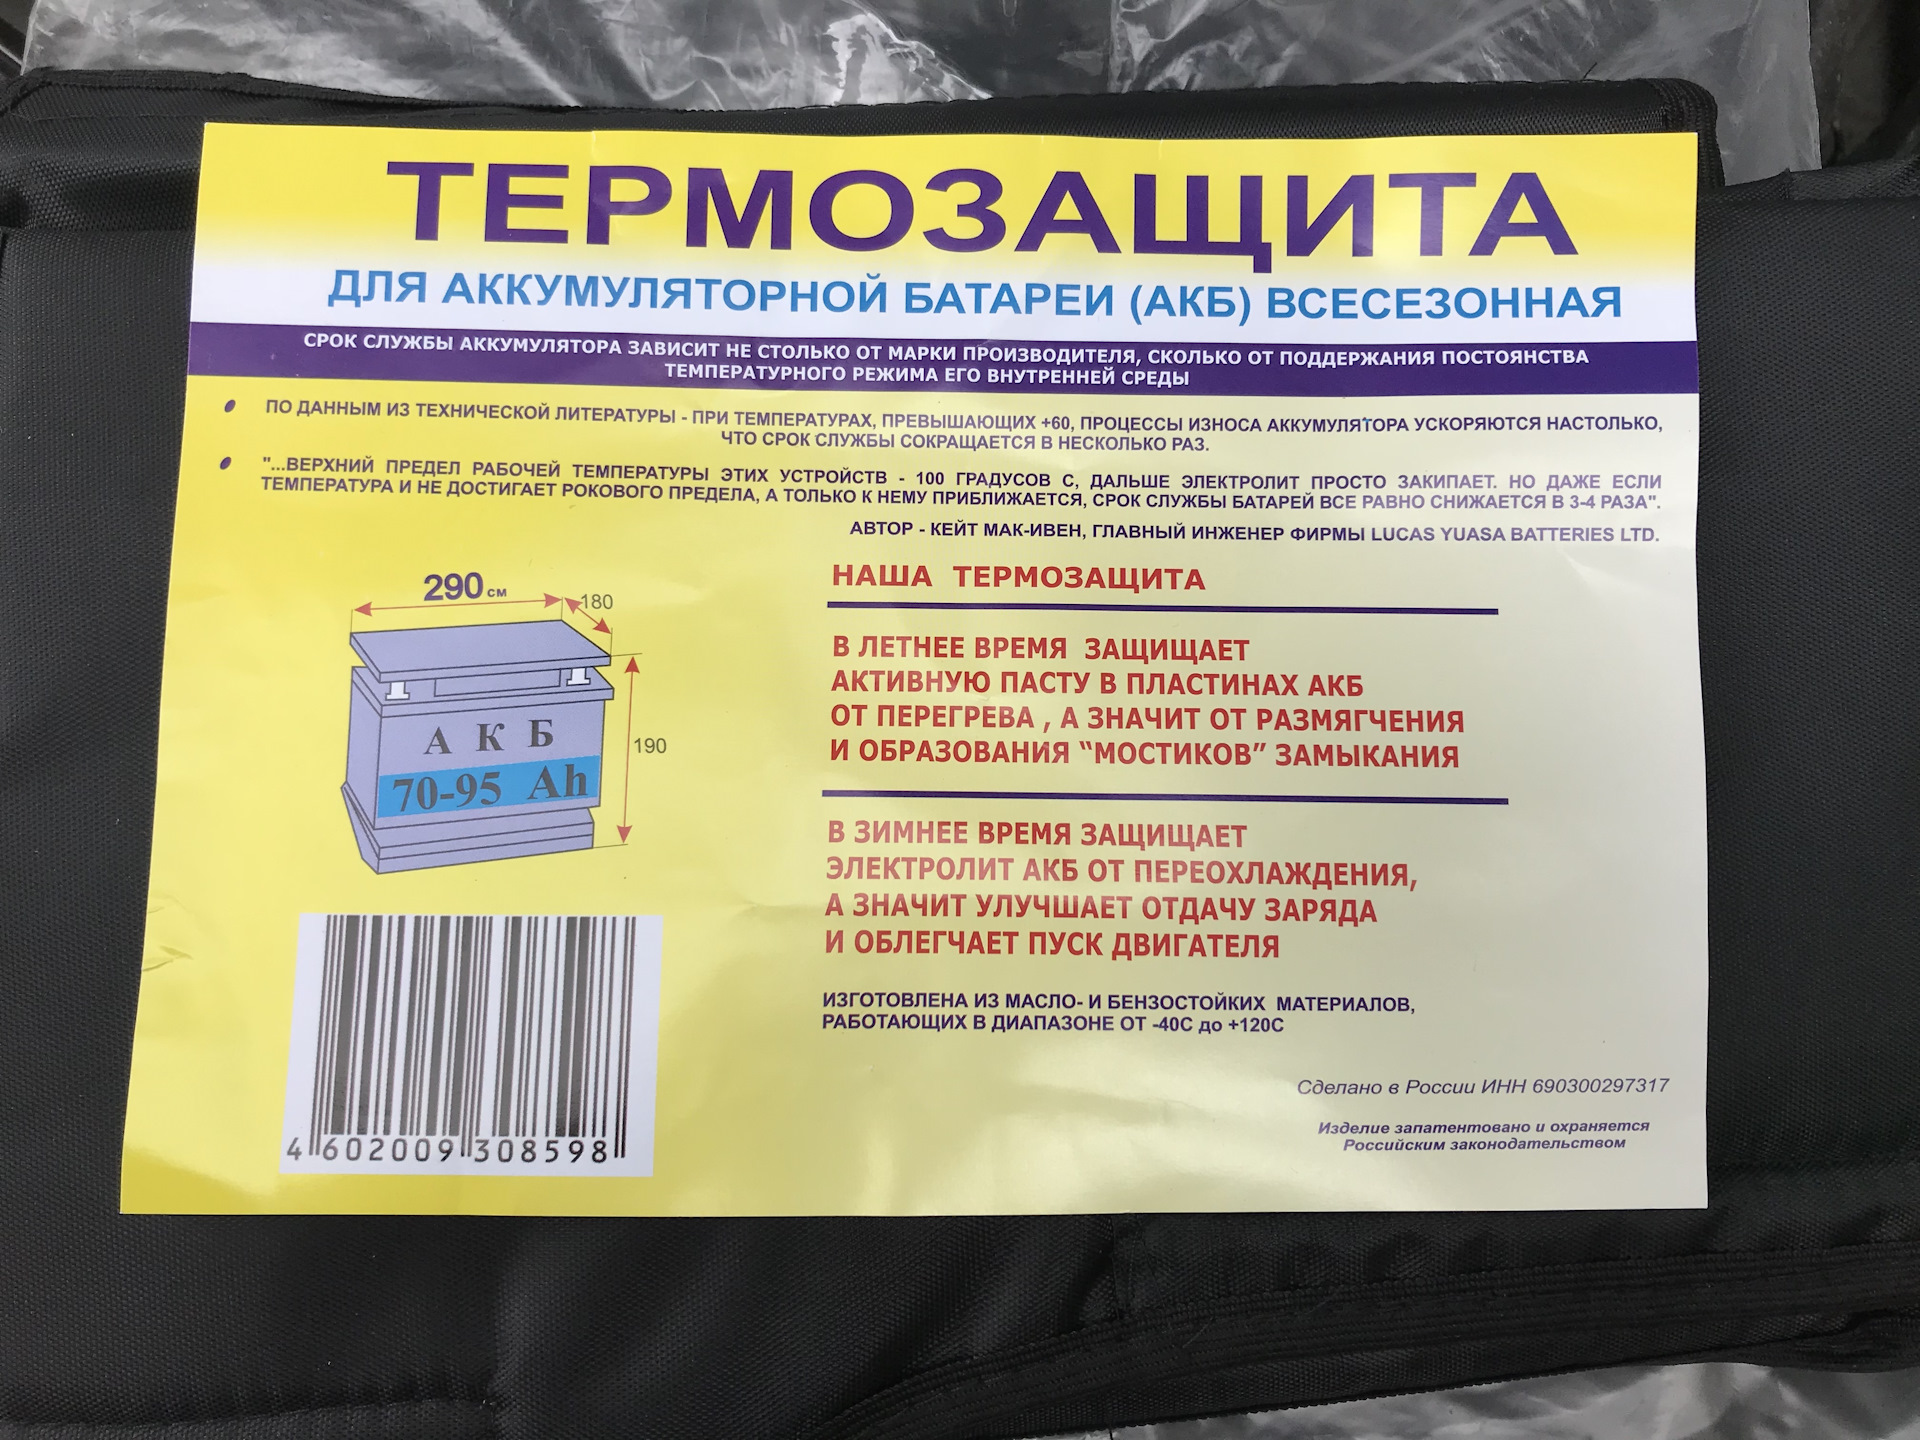 ТЕРМОЗАЩИТА
ДЛЯ АККУМУЛЯТОРНОЙ БАТАРЕИ (АКБ) ВСЕСЕЗОННАЯ
СРОК СЛУЖБЫ АККУМУЛЯТОРА ЗАВИСИТ НЕ СТОЛЬКО ОТ МАРКИ ПРОИЗВОДИТЕЛЯ, СКОЛЬКО ОТ ПОДДЕРЖАНИЯ ПОСТОЯНСТВА
ТЕМПЕРАТУРНОГО РЕЖИМА ЕГО ВНУТРЕННЕЙ СРЕДЫ
• ПО ДАННЫМ ИЗ ТЕХНИЧЕСКОЙ ЛИТЕРАТУРЫ - ПРИ ТЕМПЕРАТУРАХ, ПРЕВЫШАЮЩИХ +60, ПРОЦЕССЫ ИЗНОСА АККУМУЛЯТОРА УСКОРЯЮТСЯ НАСТОЛЬКО,
ЧТО СРОК СЛУЖБЫ СОКРАЩАЕТСЯ В НЕСКОЛЬКО РАЗ.
• "...ВЕРХНИЙ ПРЕДЕЛ РАБОЧЕЙ ТЕМПЕРАТУРЫ ЭТИХ УСТРОЙСТВ - 100 ГРАДУСОВ С, ДАЛЬШЕ ЭЛЕКТРОЛИТ ПРОСТО ЗАКИПАЕТ. НО ДАЖЕ ЕСЛИ
ТЕМПЕРАТУРА И НЕ ДОСТИГАЕТ РОКОВОГО ПРЕДЕЛА, А ТОЛЬКО К НЕМУ ПРИБЛИЖАЕТСЯ, СРОК СЛУЖБЫ БАТАРЕЙ ВСЕ РАВНО СНИЖАЕТСЯ В 3-4 РАЗА".
АВТОР - КЕЙТ МАК-ИВЕН, ГЛАВНЫЙ ИНЖЕНЕР ФИРМЫ LUCAS YUASA BATTERIES LTD.
290 см
180
190
А К Б
70-95 Ah
4 602009 308598
НАША ТЕРМОЗАЩИТА
В ЛЕТНЕЕ ВРЕМЯ ЗАЩИЩАЕТ
АКТИВНУЮ ПАСТУ В ПЛАСТИНАХ АКБ
ОТ ПЕРЕГРЕВА , А ЗНАЧИТ ОТ РАЗМЯГЧЕНИЯ
И ОБРАЗОВАНИЯ “МОСТИКОВ” ЗАМЫКАНИЯ
В ЗИМНЕЕ ВРЕМЯ ЗАЩИЩАЕТ
ЭЛЕКТРОЛИТ АКБ ОТ ПЕРЕОХЛАЖДЕНИЯ,
А ЗНАЧИТ УЛУЧШАЕТ ОТДАЧУ ЗАРЯДА
И ОБЛЕГЧАЕТ ПУСК ДВИГАТЕЛЯ
ИЗГОТОВЛЕНА ИЗ МАСЛО- И БЕНЗОСТОЙКИХ МАТЕРИАЛОВ,
РАБОТАЮЩИХ В ДИАПАЗОНЕ ОТ -40С до +120С
Сделано в России ИНН 690300297317
Изделие запатентовано и охраняется
Российским законодательством